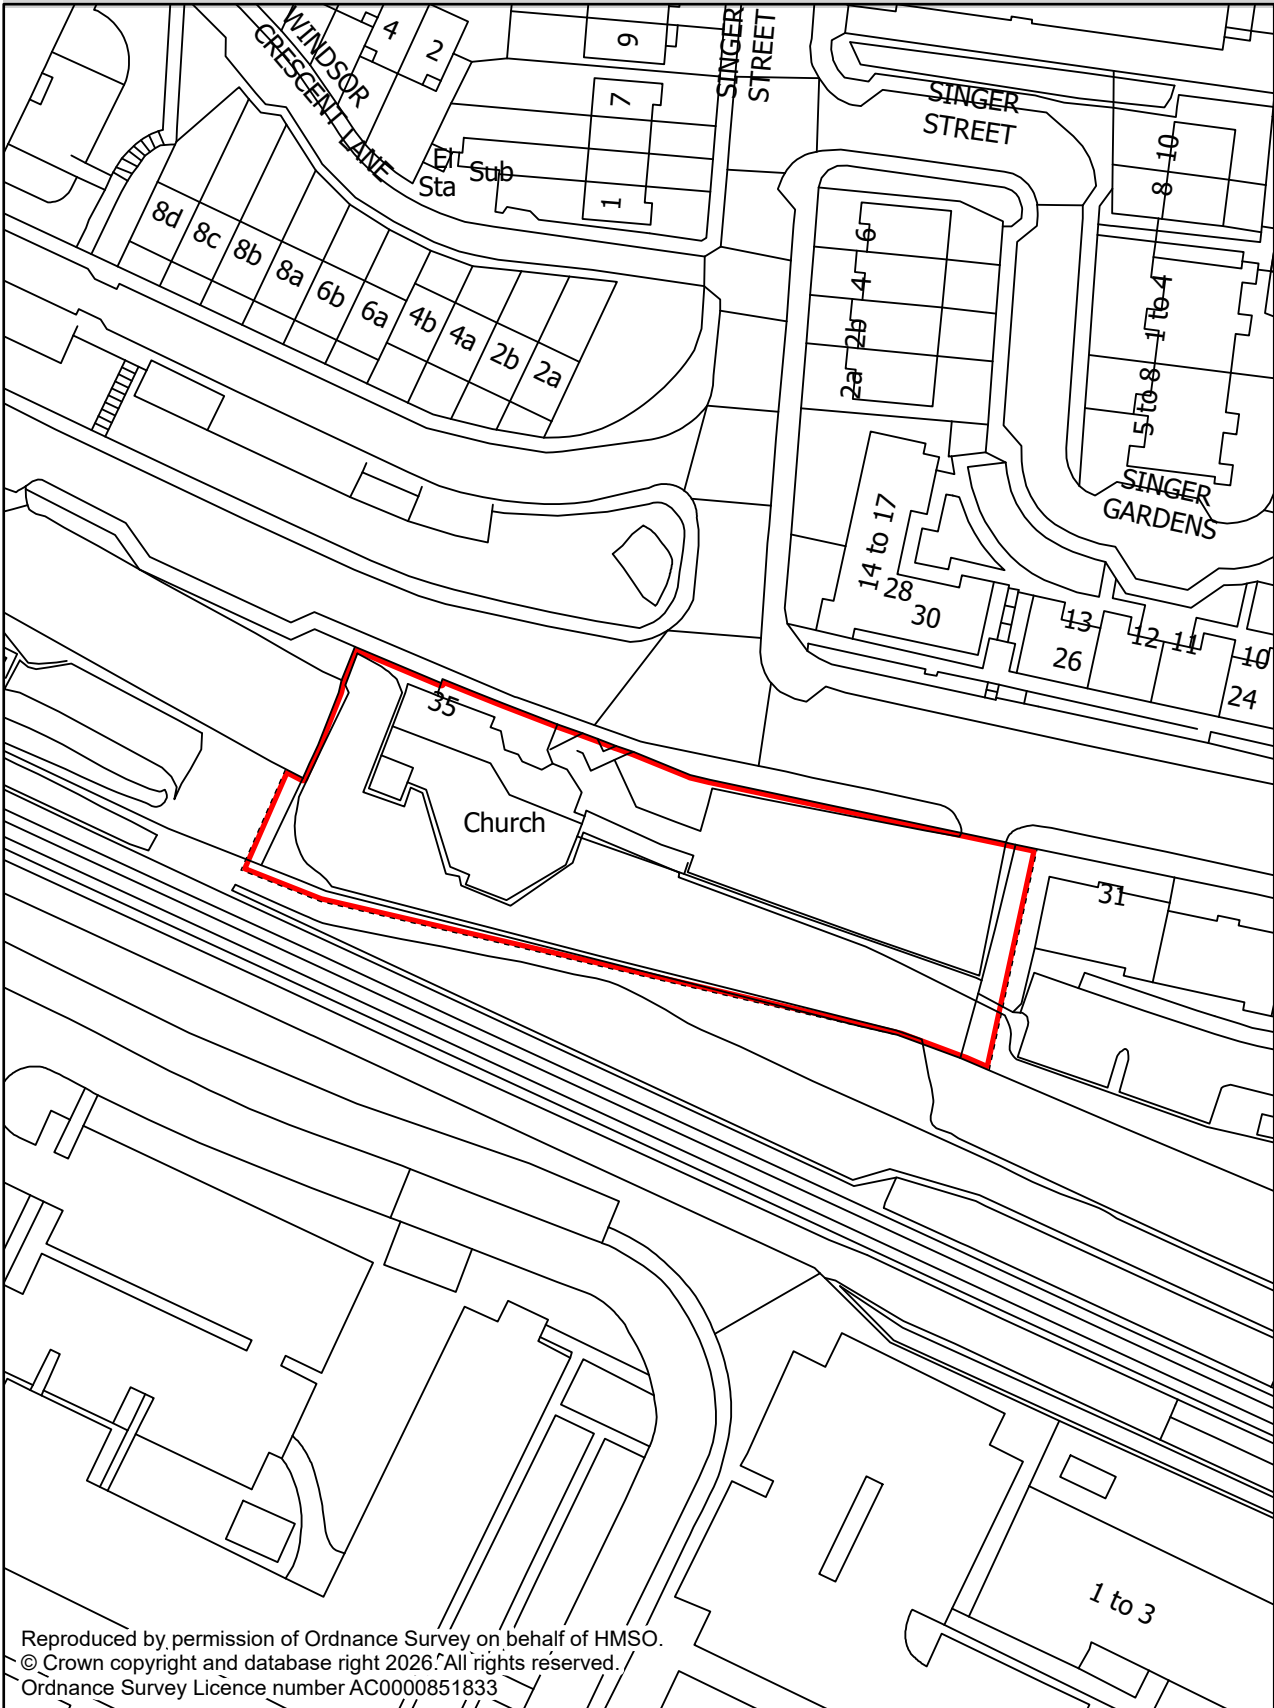 WINDSOR
CRESCENT LANE
4
2
9
7
1
SINGER
STREET
SINGER
STREET
El Sub
Sta
8 10
8d
8c
8b
8a
6b
6a
4b
4a
2b
2a
6
4
2b
2a
1 to 4
5 to 8
SINGER
GARDENS
14 to 17
28
30
13
12
11
10
26
24
35
Church
31
1 to 3
Reproduced by permission of Ordnance Survey on behalf of HMSO.
© Crown copyright and database right 2026. All rights reserved.
Ordnance Survey Licence number AC0000851833